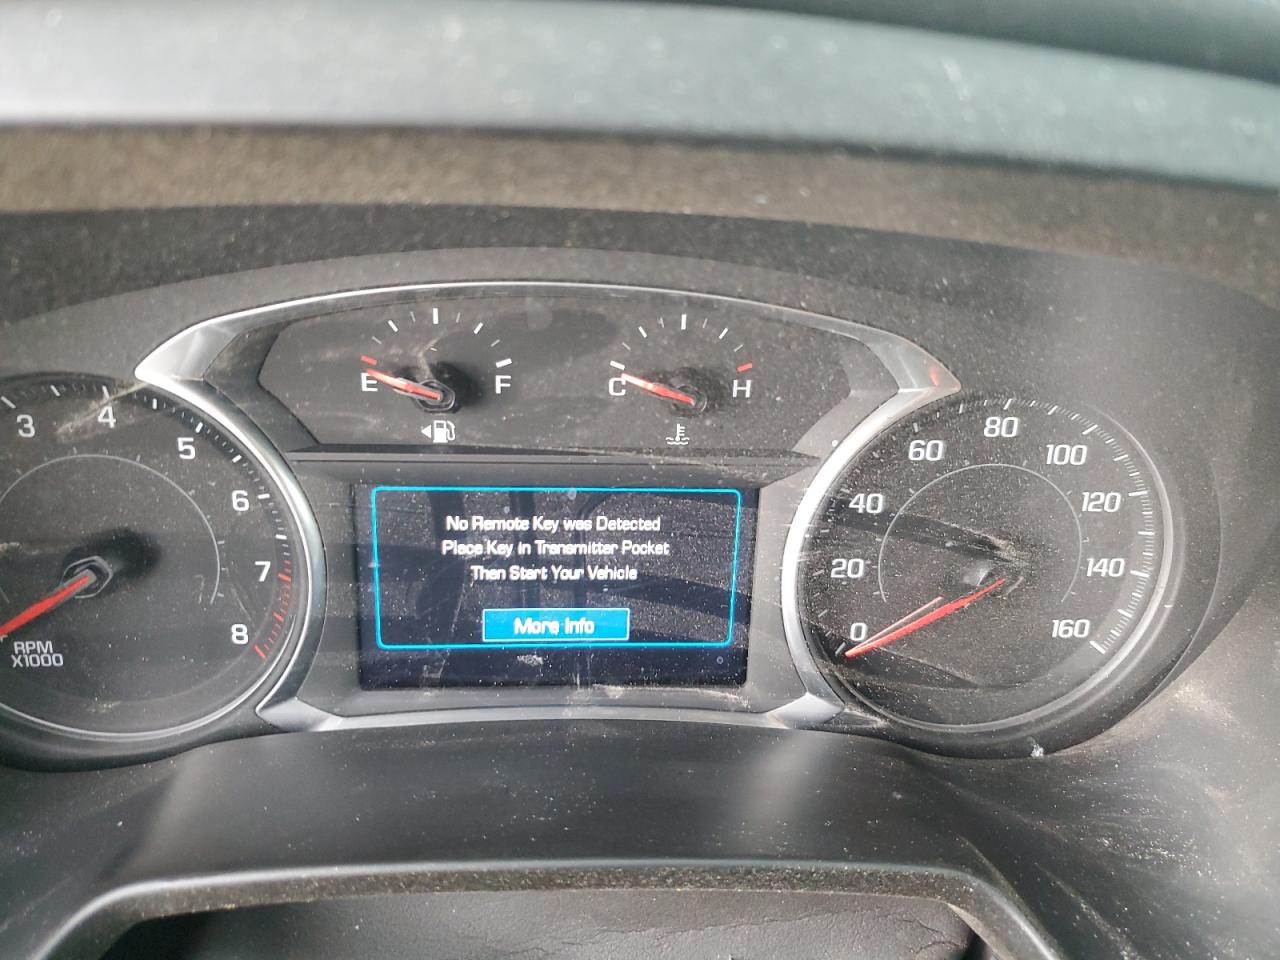 E F
C H
3 4 5 6 7 8
RPM
X1000
No Remote Key was Detected
Place Key in Transmitter Pocket
Then Start Your Vehicle
More Info
0 20 40 60 80 100 120 140 160